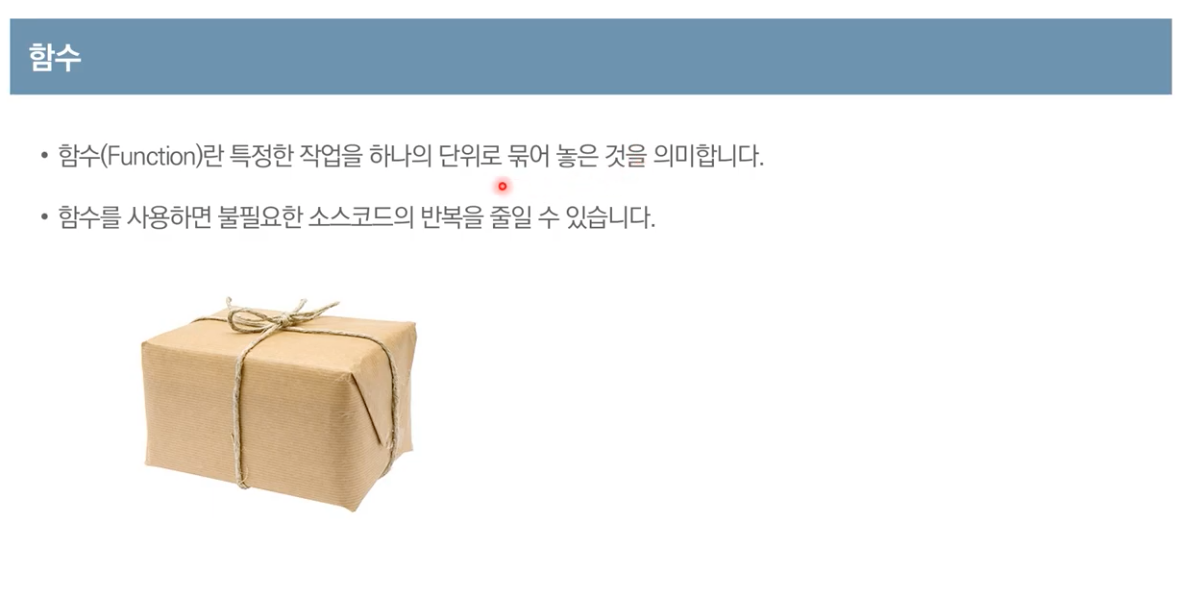 함수
• 함수(Function)란 특정한 작업을 하나의 단위로 묶어 놓은 것을 의미합니다.
• 함수를 사용하면 불필요한 소스코드의 반복을 줄일 수 있습니다.